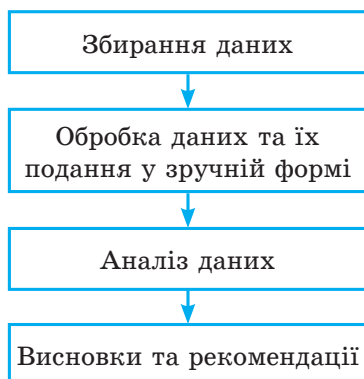 Збирання даних
Обробка даних та їх
подання у зручній формі
Аналіз даних
Висновки та рекомендації